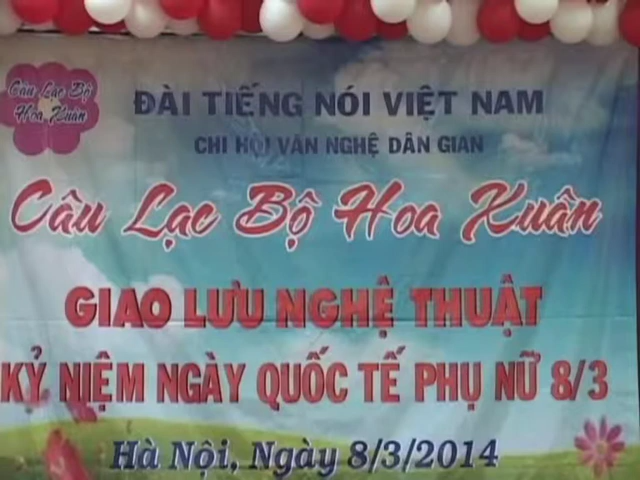 Câu Lạc Bộ
Hoa Xuân
ĐÀI TIẾNG NÓI VIỆT NAM
CHI HỘI VĂN NGHỆ DÂN GIAN
Câu Lạc Bộ Hoa Xuân
GIAO LƯU NGHỆ THUẬT
KỶ NIỆM NGÀY QUỐC TẾ PHỤ NỮ 8/3
Hà Nội, Ngày 8/3/2014